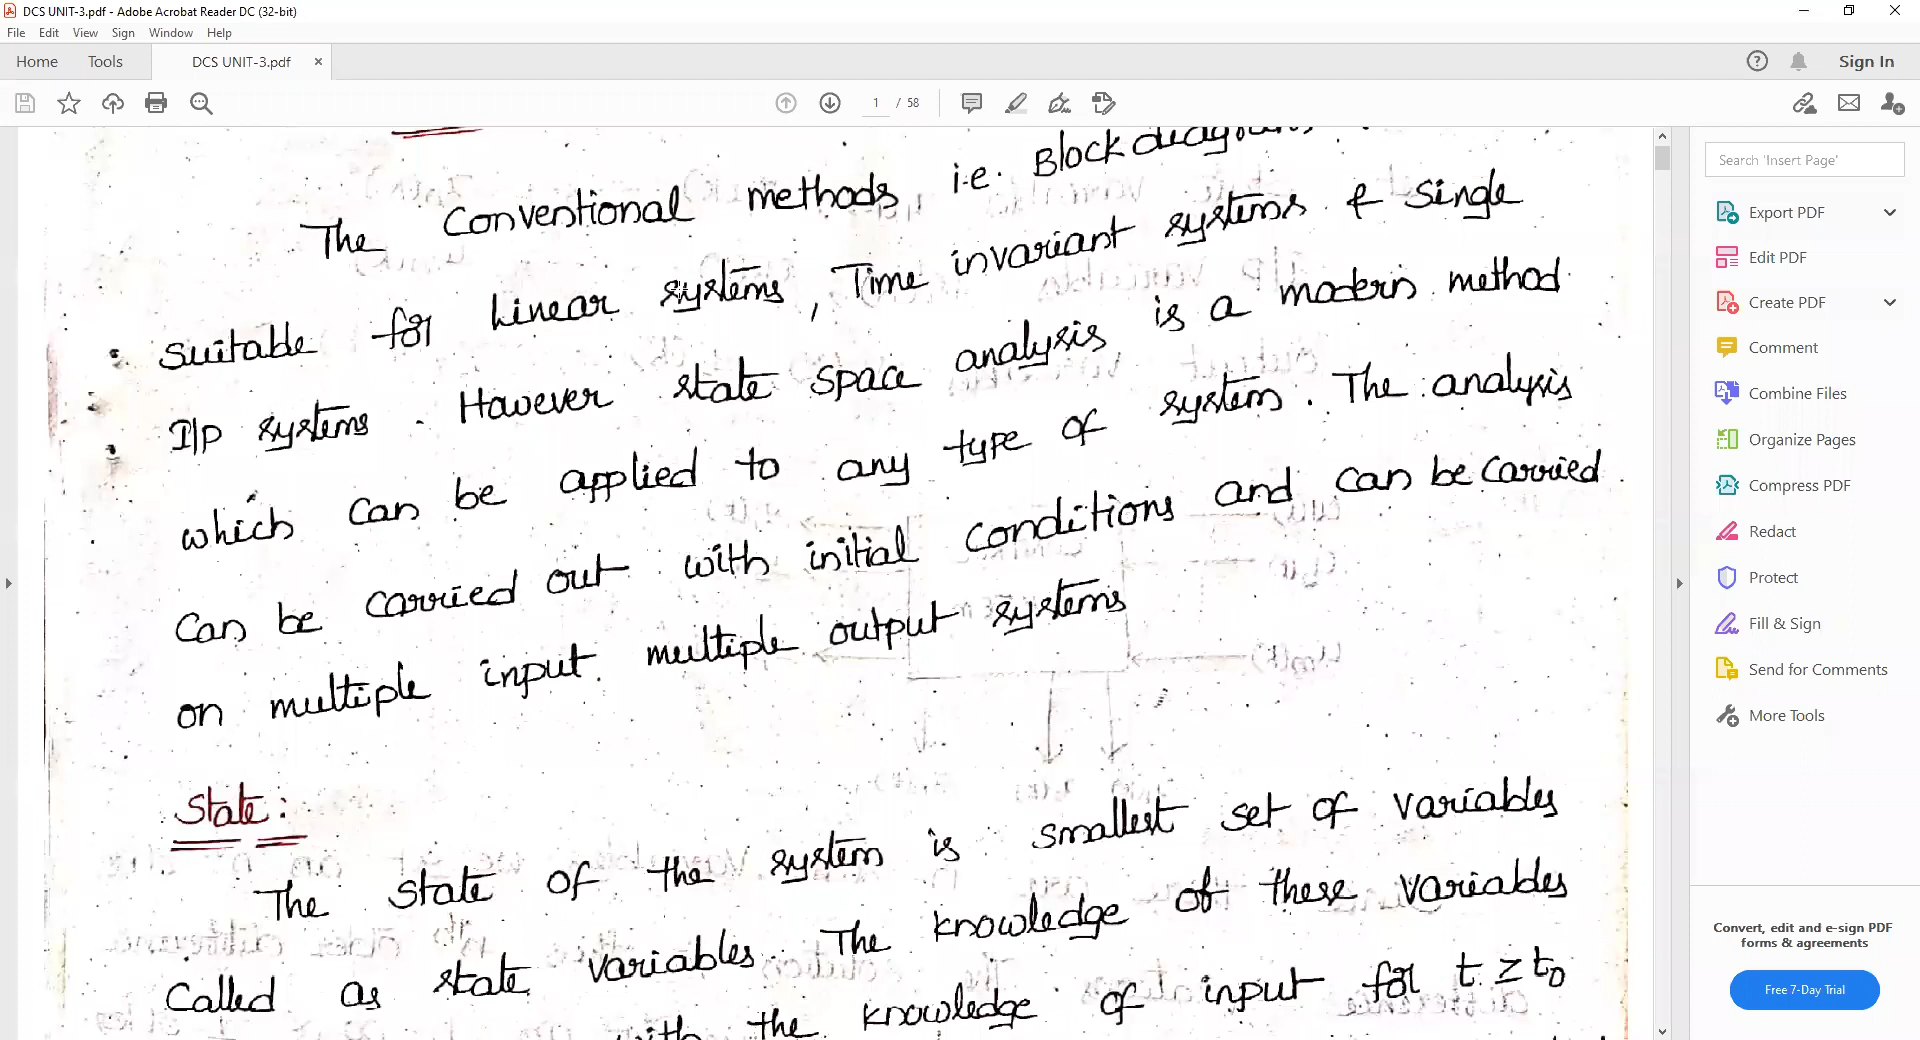 DCS UNIT-3.pdf - Adobe Acrobat Reader DC (32-bit)
File Edit View Sign Window Help
Home Tools DCS UNIT-3.pdf × Sign In
1 / 58
The Conventional methods i.e. Block diagrams
suitable for Linear systems, Time invariant systems & Single
I/p systems. However state space analysis is a modern method
which can be applied to any type of system. The analysis
Can be carried out with initial conditions and can be carried
on multiple input multiple output systems
State:
The state of the system is smallest set of variables
Called as state variables. The knowledge of these variables
with the knowledge of input for t ≥ t0
Search 'Insert Page'
Export PDF
Edit PDF
Create PDF
Comment
Combine Files
Organize Pages
Compress PDF
Redact
Protect
Fill & Sign
Send for Comments
More Tools
Convert, edit and e-sign PDF
forms & agreements
Free 7-Day Trial